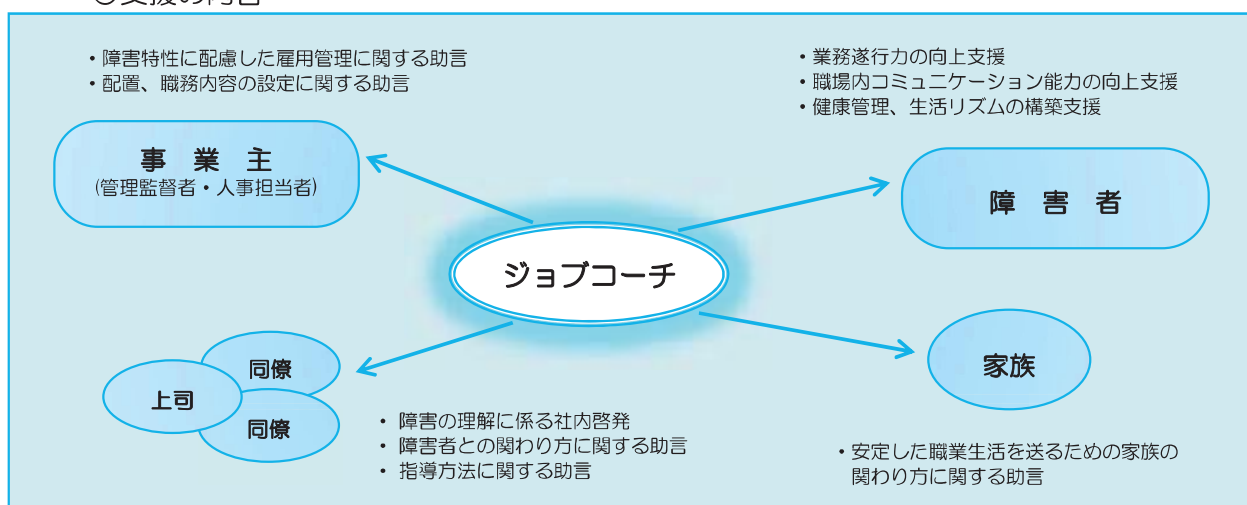 ○支援の内容
・障害特性に配慮した雇用管理に関する助言
・配置、職務内容の設定に関する助言
事 業 主
(管理監督者・人事担当者)
・業務遂行力の向上支援
・職場内コミュニケーション能力の向上支援
・健康管理、生活リズムの構築支援
障 害 者
ジョブコーチ
同僚
上司
同僚
・ 障害の理解に係る社内啓発
・ 障害者との関わり方に関する助言
・ 指導方法に関する助言
家族
・安定した職業生活を送るための家族の
関わり方に関する助言